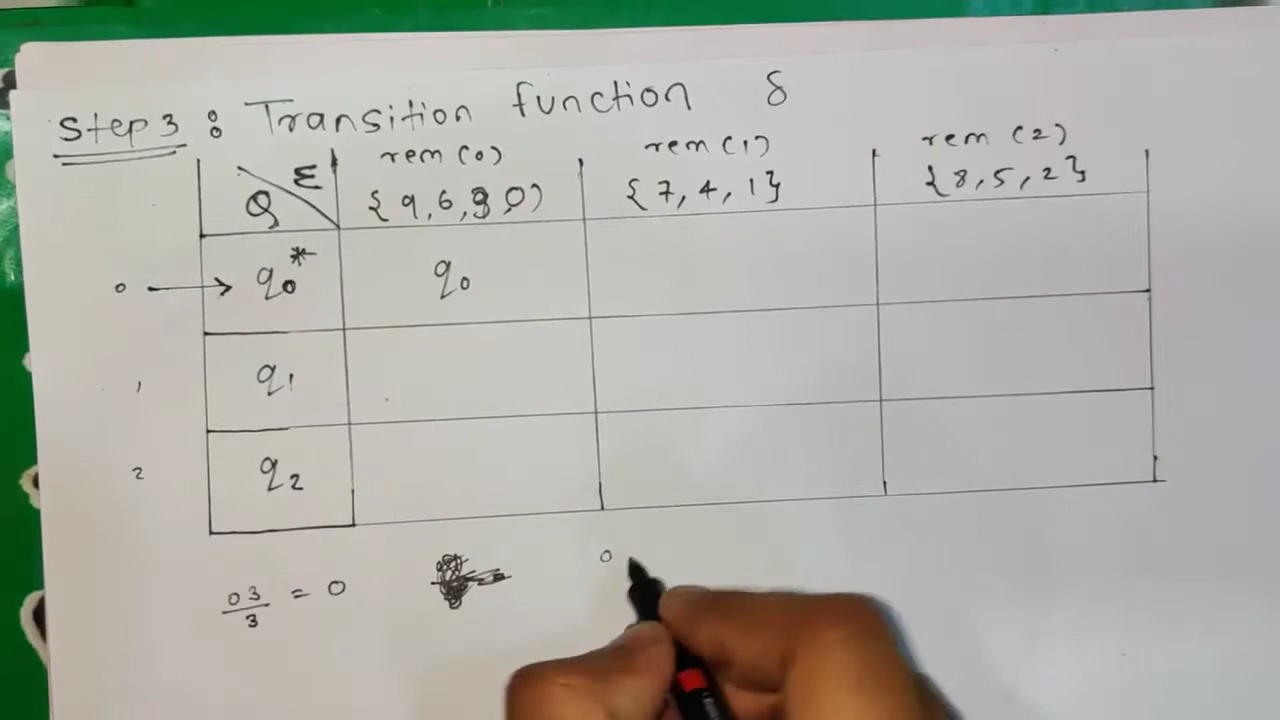 Step 3 : Transition function δ
rem (0) rem (1) rem (2)
Q Σ {9,6,3,0) {7,4,1} {8,5,2}
0 → q0* q0
1 q1
2 q2
03/3 = 0 0